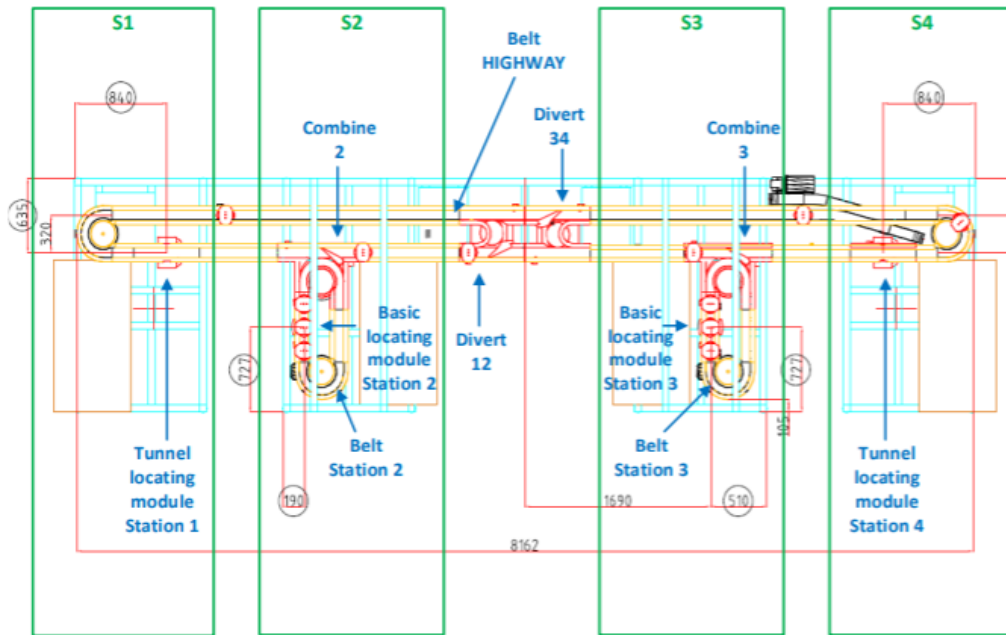 S1
S2
S3
S4
Belt
HIGHWAY
840
840
Combine
2
Divert
34
Combine
3
635
320
Basic
locating
module
Station 2
Divert
12
Basic
locating
module
Station 3
727
727
105
Tunnel
locating
module
Station 1
Belt
Station 2
Belt
Station 3
Tunnel
locating
module
Station 4
190
1690
510
8162